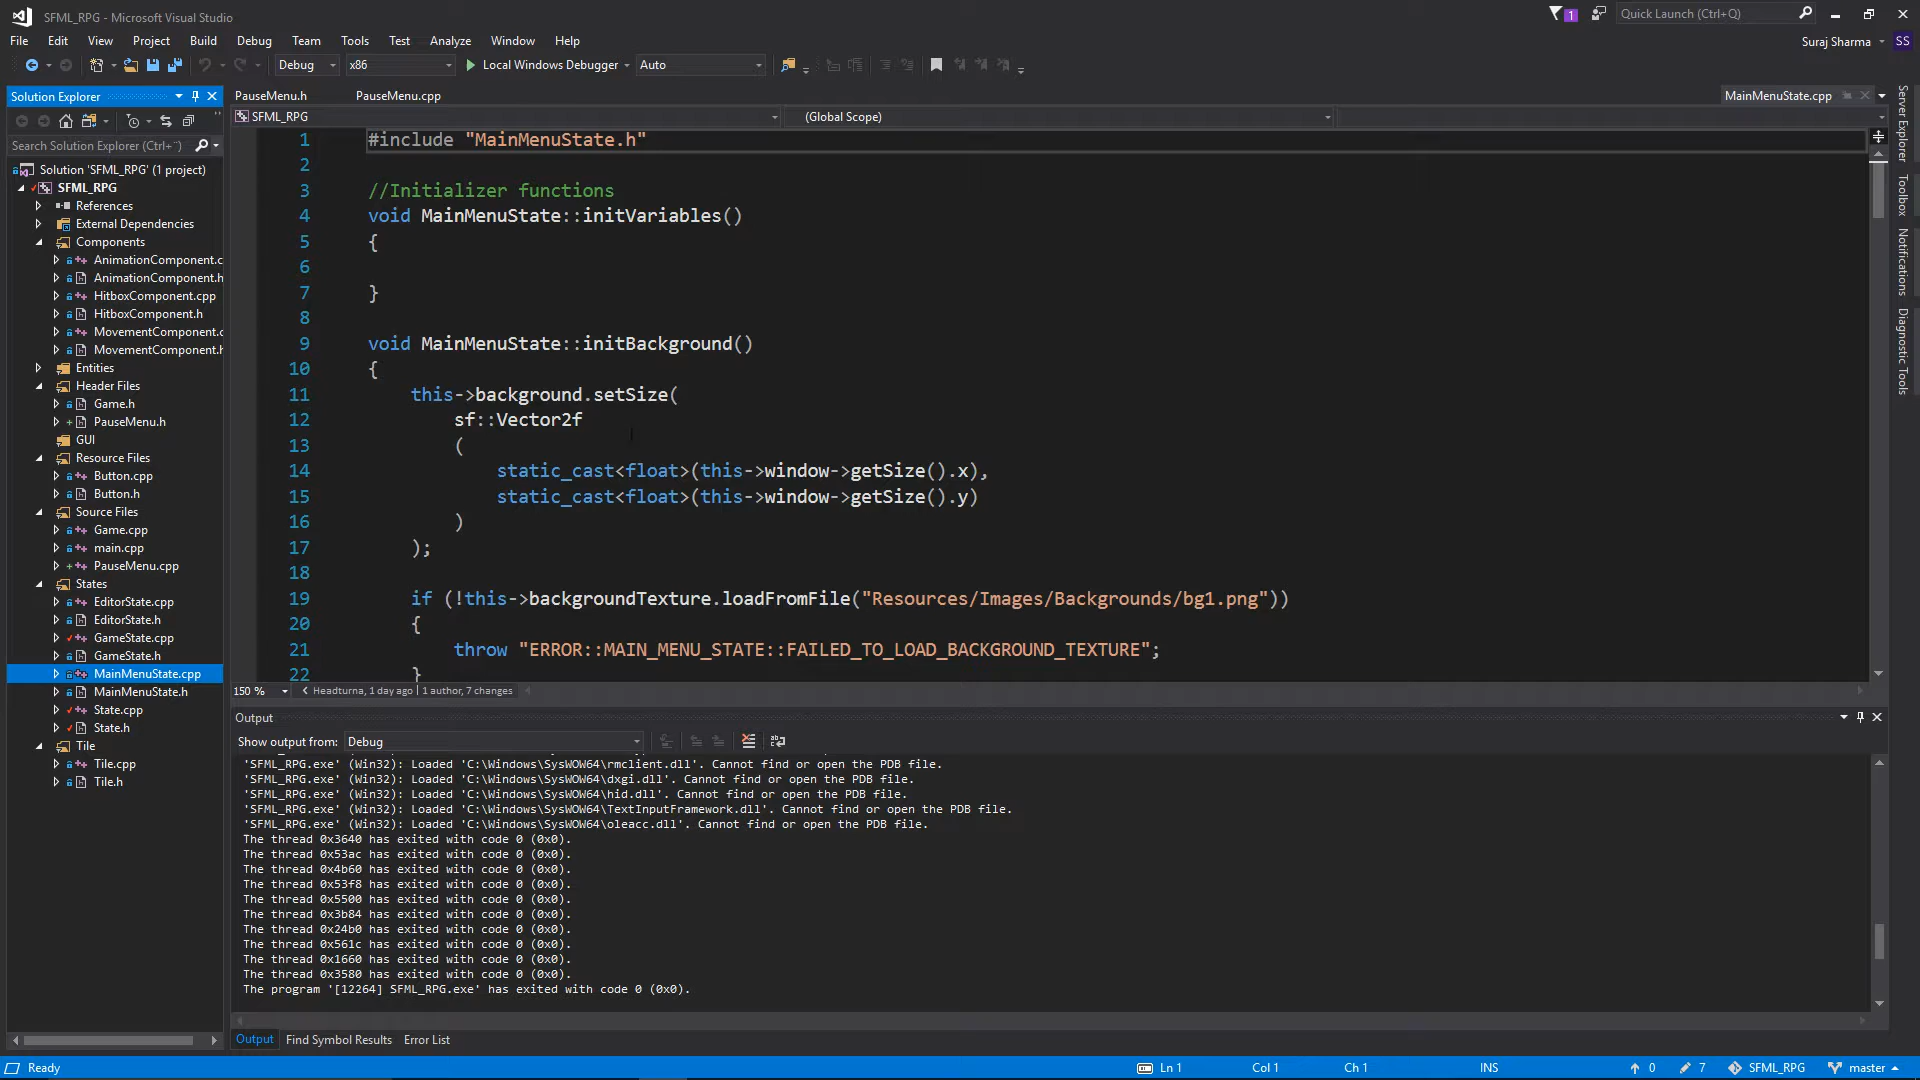 SFML_RPG - Microsoft Visual Studio
1
Quick Launch (Ctrl+Q)
File Edit View Project Build Debug Team Tools Test Analyze Window Help
Suraj Sharma SS
Debug x86 Local Windows Debugger Auto
Solution Explorer
PauseMenu.h PauseMenu.cpp MainMenuState.cpp
SFML_RPG (Global Scope)
Search Solution Explorer (Ctrl+¨)
Solution 'SFML_RPG' (1 project)
SFML_RPG
References
External Dependencies
Components
AnimationComponent.c
AnimationComponent.h
HitboxComponent.cpp
HitboxComponent.h
MovementComponent.c
MovementComponent.h
Entities
Header Files
Game.h
PauseMenu.h
GUI
Resource Files
Button.cpp
Button.h
Source Files
Game.cpp
main.cpp
PauseMenu.cpp
States
EditorState.cpp
EditorState.h
GameState.cpp
GameState.h
MainMenuState.cpp
MainMenuState.h
State.cpp
State.h
Tile
Tile.cpp
Tile.h
1 #include "MainMenuState.h"
2
3 //Initializer functions
4 void MainMenuState::initVariables()
5 {
6
7 }
8
9 void MainMenuState::initBackground()
10 {
11 this->background.setSize(
12 sf::Vector2f
13 (
14 static_cast<float>(this->window->getSize().x),
15 static_cast<float>(this->window->getSize().y)
16 )
17 );
18
19 if (!this->backgroundTexture.loadFromFile("Resources/Images/Backgrounds/bg1.png"))
20 {
21 throw "ERROR::MAIN_MENU_STATE::FAILED_TO_LOAD_BACKGROUND_TEXTURE";
22 }
150 % Headturna, 1 day ago | 1 author, 7 changes
Server Explorer
Toolbox
Notifications
Diagnostic Tools
Output
Show output from: Debug
'SFML_RPG.exe' (Win32): Loaded 'C:\Windows\SysWOW64\rmclient.dll'. Cannot find or open the PDB file.
'SFML_RPG.exe' (Win32): Loaded 'C:\Windows\SysWOW64\dxgi.dll'. Cannot find or open the PDB file.
'SFML_RPG.exe' (Win32): Loaded 'C:\Windows\SysWOW64\hid.dll'. Cannot find or open the PDB file.
'SFML_RPG.exe' (Win32): Loaded 'C:\Windows\SysWOW64\TextInputFramework.dll'. Cannot find or open the PDB file.
'SFML_RPG.exe' (Win32): Loaded 'C:\Windows\SysWOW64\oleacc.dll'. Cannot find or open the PDB file.
The thread 0x3640 has exited with code 0 (0x0).
The thread 0x53ac has exited with code 0 (0x0).
The thread 0x4b60 has exited with code 0 (0x0).
The thread 0x53f8 has exited with code 0 (0x0).
The thread 0x5500 has exited with code 0 (0x0).
The thread 0x3b84 has exited with code 0 (0x0).
The thread 0x24b0 has exited with code 0 (0x0).
The thread 0x561c has exited with code 0 (0x0).
The thread 0x1660 has exited with code 0 (0x0).
The thread 0x3580 has exited with code 0 (0x0).
The program '[12264] SFML_RPG.exe' has exited with code 0 (0x0).
Output Find Symbol Results Error List
Ready Ln 1 Col 1 Ch 1 INS 0 7 SFML_RPG master